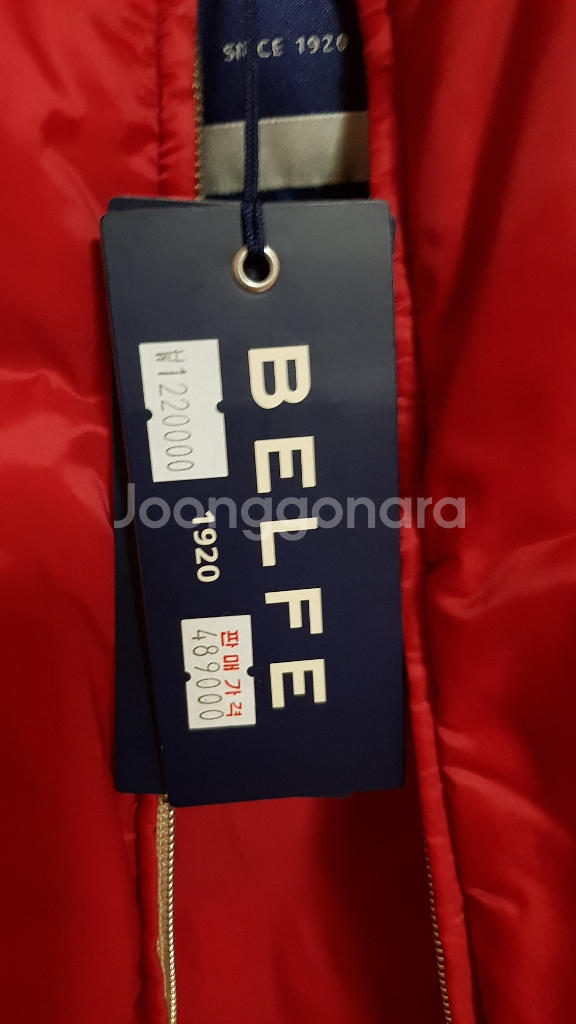 SINCE 1920
BELFE
1920
₩1220000
판매가격
489000
Joonggonara